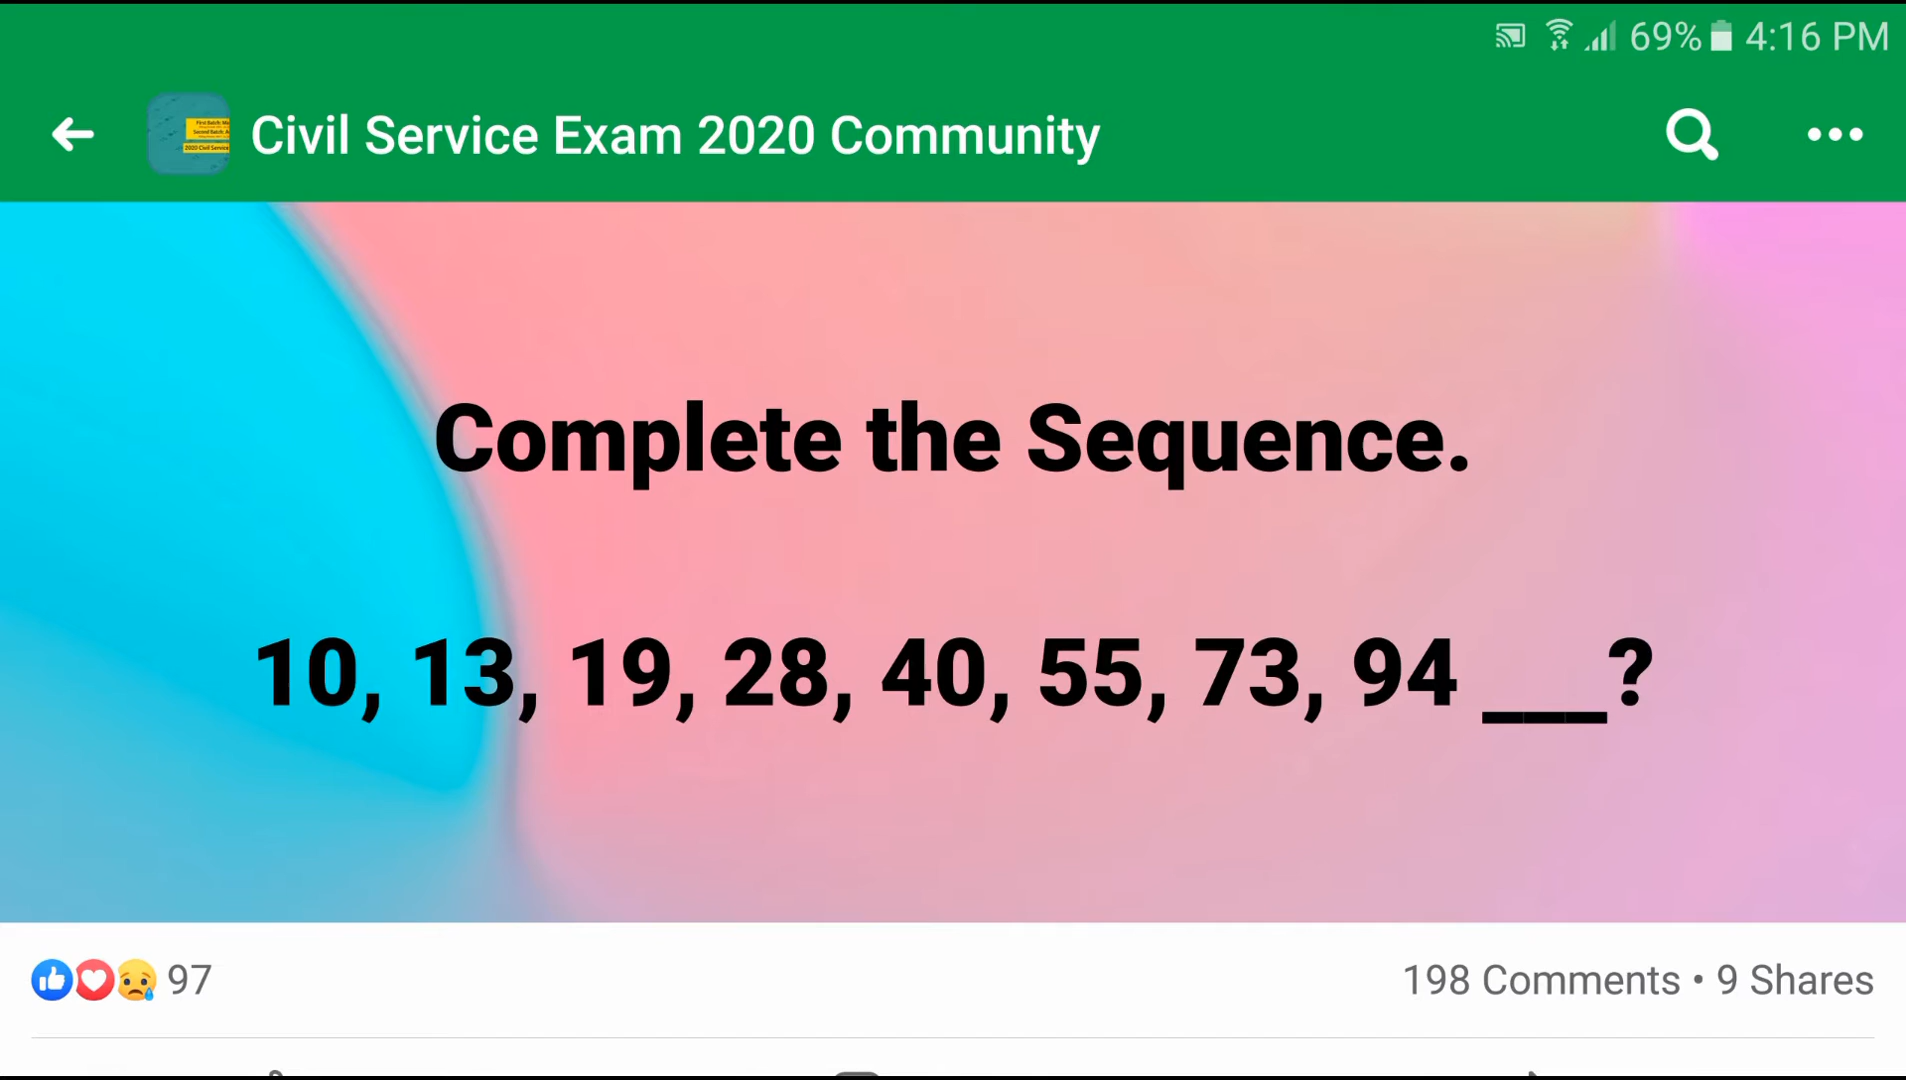 69% 4:16 PM
Civil Service Exam 2020 Community
Complete the Sequence.
10, 13, 19, 28, 40, 55, 73, 94 ___?
97
198 Comments • 9 Shares